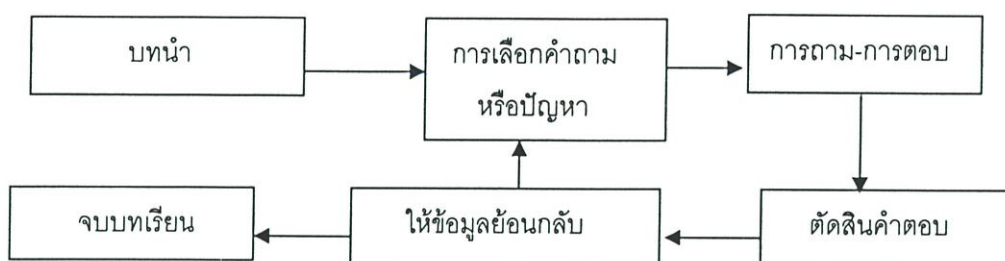 บทนำ
การเลือกคำถาม
หรือปัญหา
การถาม-การตอบ
จบบทเรียน
ให้ข้อมูลย้อนกลับ
ตัดสินคำตอบ